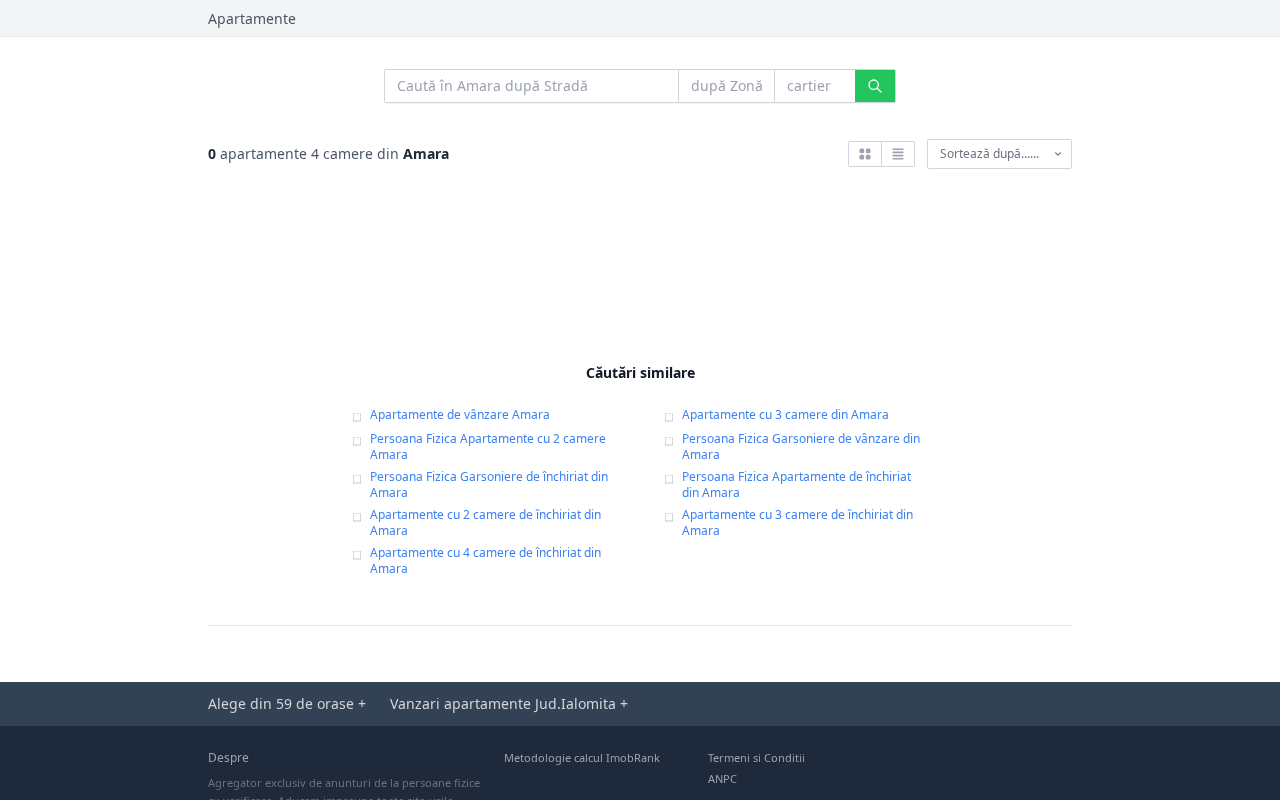 Apartamente
Caută în Amara după Stradă
după Zonă
cartier
0 apartamente 4 camere din Amara
Sortează după......
Căutări similare
Apartamente de vânzare Amara
Apartamente cu 3 camere din Amara
Persoana Fizica Apartamente cu 2 camere
Amara
Persoana Fizica Garsoniere de vânzare din
Amara
Persoana Fizica Garsoniere de închiriat din
Amara
Persoana Fizica Apartamente de închiriat
din Amara
Apartamente cu 2 camere de închiriat din
Amara
Apartamente cu 3 camere de închiriat din
Amara
Apartamente cu 4 camere de închiriat din
Amara
Alege din 59 de orase +
Vanzari apartamente Jud.Ialomita +
Despre
Metodologie calcul ImobRank
Termeni si Conditii
ANPC
Agregator exclusiv de anunturi de la persoane fizice